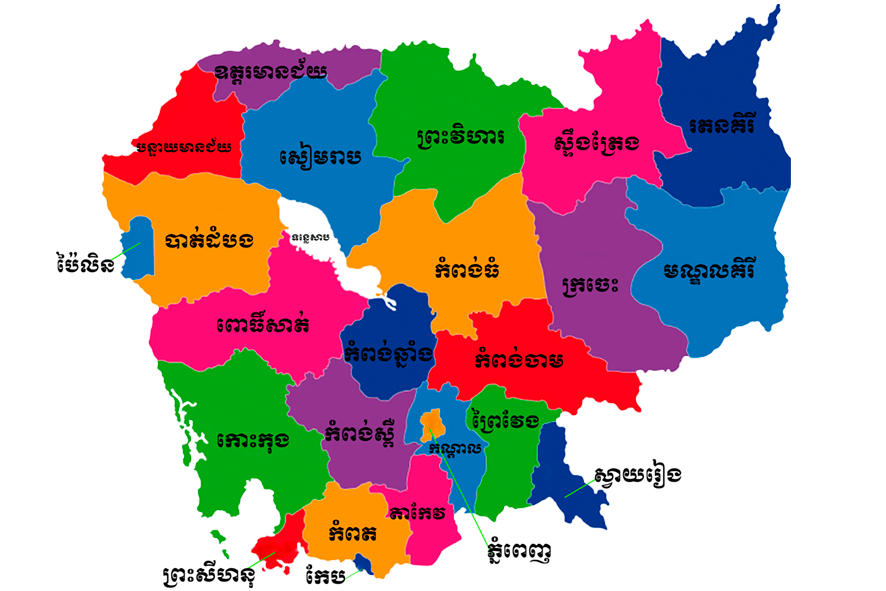 ឧត្តរមានជ័យ
រតនគិរី
ព្រះវិហារ
ស្ទឹងត្រែង
បន្ទាយមានជ័យ
សៀមរាប
បាត់ដំបង
ទន្លេសាប
ប៉ៃលិន
កំពង់ធំ
មណ្ឌលគិរី
ក្រចេះ
ពោធិ៍សាត់
កំពង់ឆ្នាំង
កំពង់ចាម
ព្រៃវែង
កោះកុង
កំពង់ស្ពឺ
កណ្តាល
ស្វាយរៀង
តាកែវ
កំពត
ភ្នំពេញ
ព្រះសីហនុ
កែប